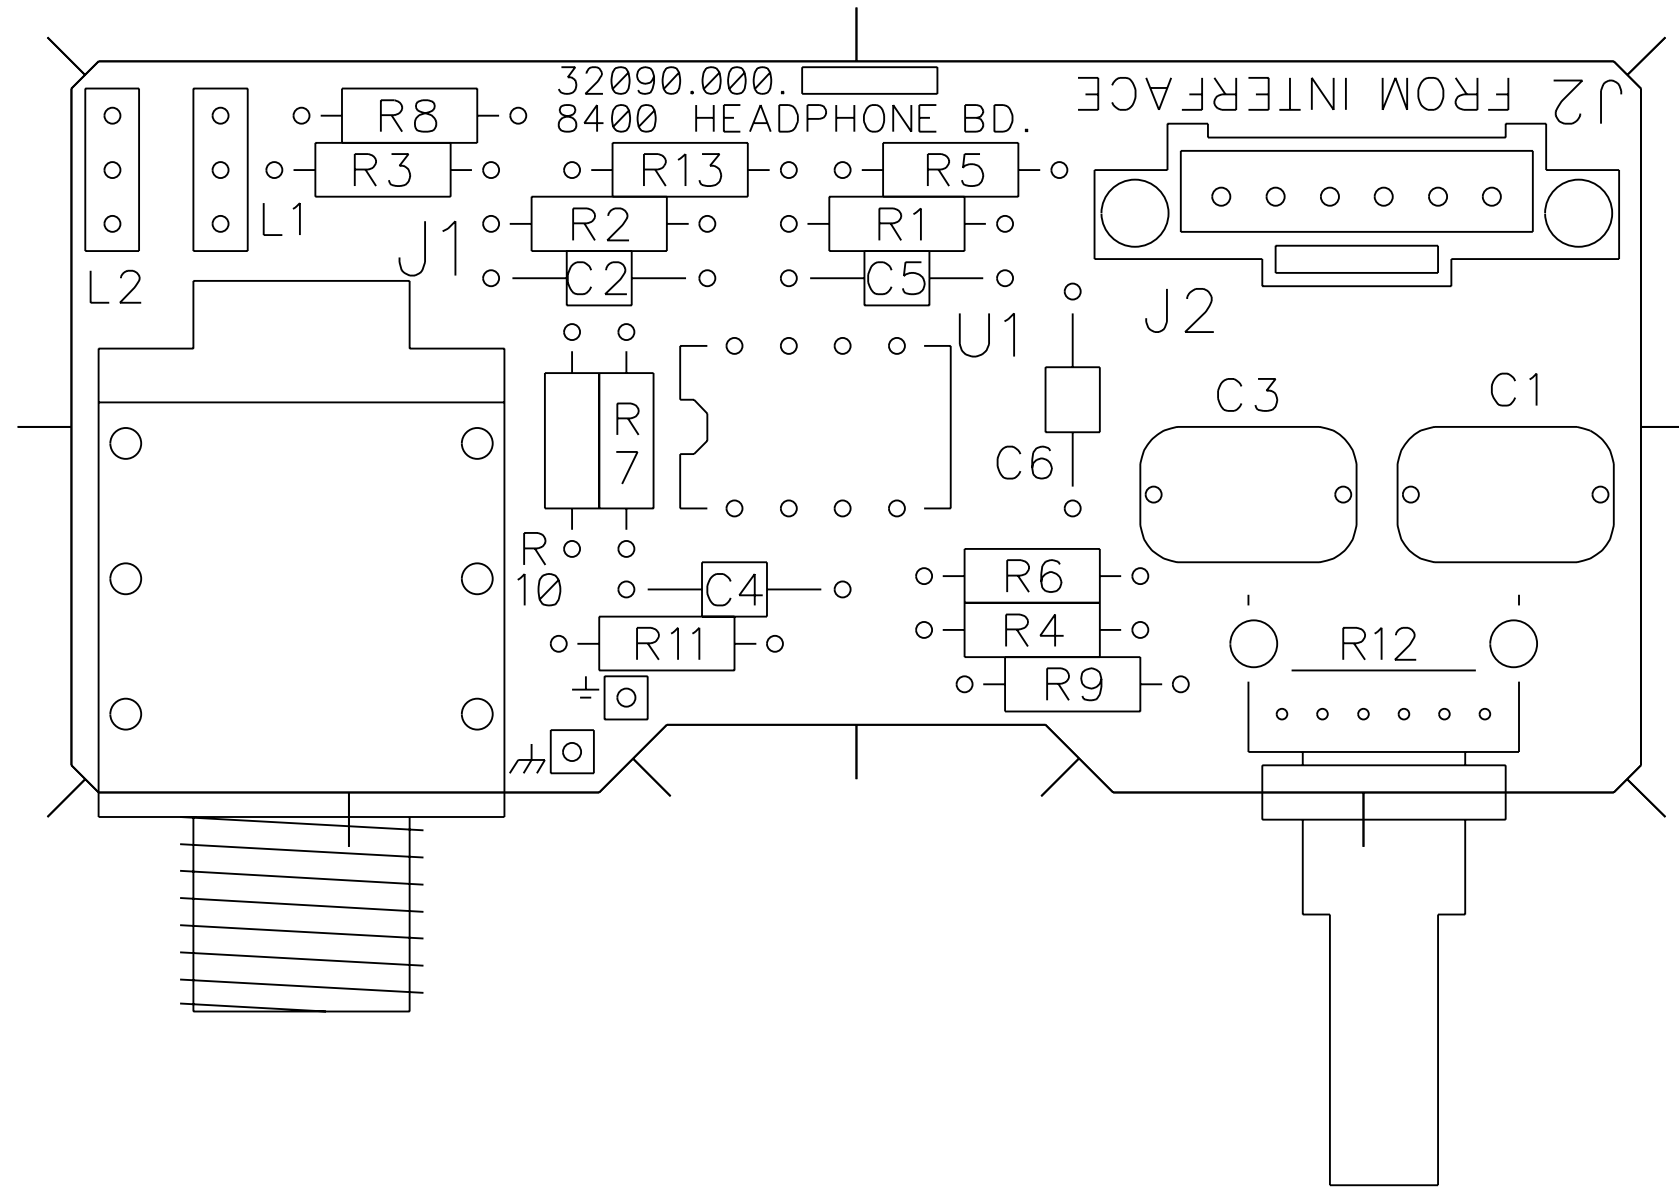 32090.000.
8400 HEADPHONE BD.
J2 FROM INTERFACE
R8
R3
R13
R5
L1
J1
R2
R1
L2
C2
C5
J2
U1
C3
C1
R
7
C6
R
10
C4
R6
R11
R4
R12
R9